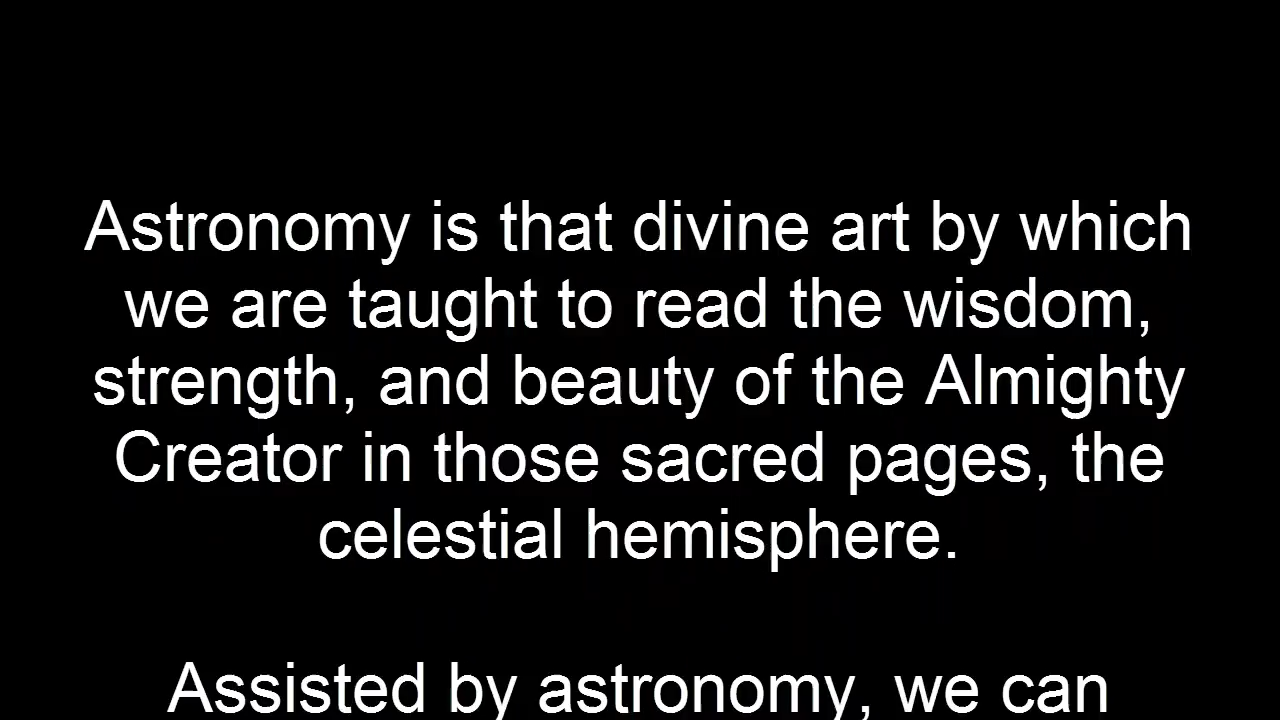 Astronomy is that divine art by which
we are taught to read the wisdom,
strength, and beauty of the Almighty
Creator in those sacred pages, the
celestial hemisphere.
Assisted by astronomy, we can